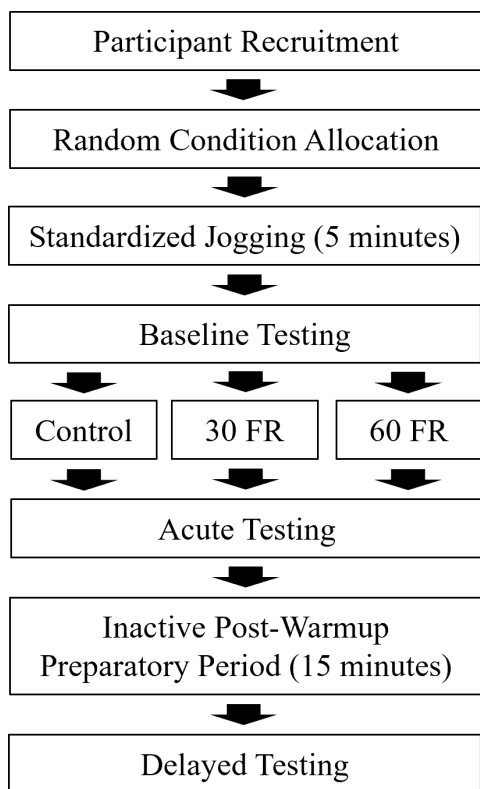 Participant Recruitment
Random Condition Allocation
Standardized Jogging (5 minutes)
Baseline Testing
Control
30 FR
60 FR
Acute Testing
Inactive Post-Warmup
Preparatory Period (15 minutes)
Delayed Testing